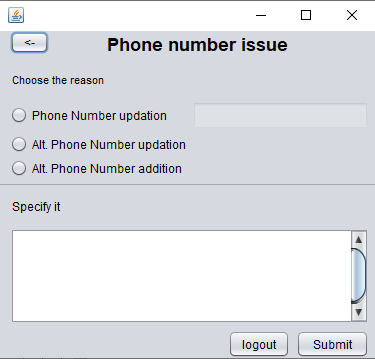 <-
Phone number issue
Choose the reason
Phone Number updation
Alt. Phone Number updation
Alt. Phone Number addition
Specify it
logout
Submit